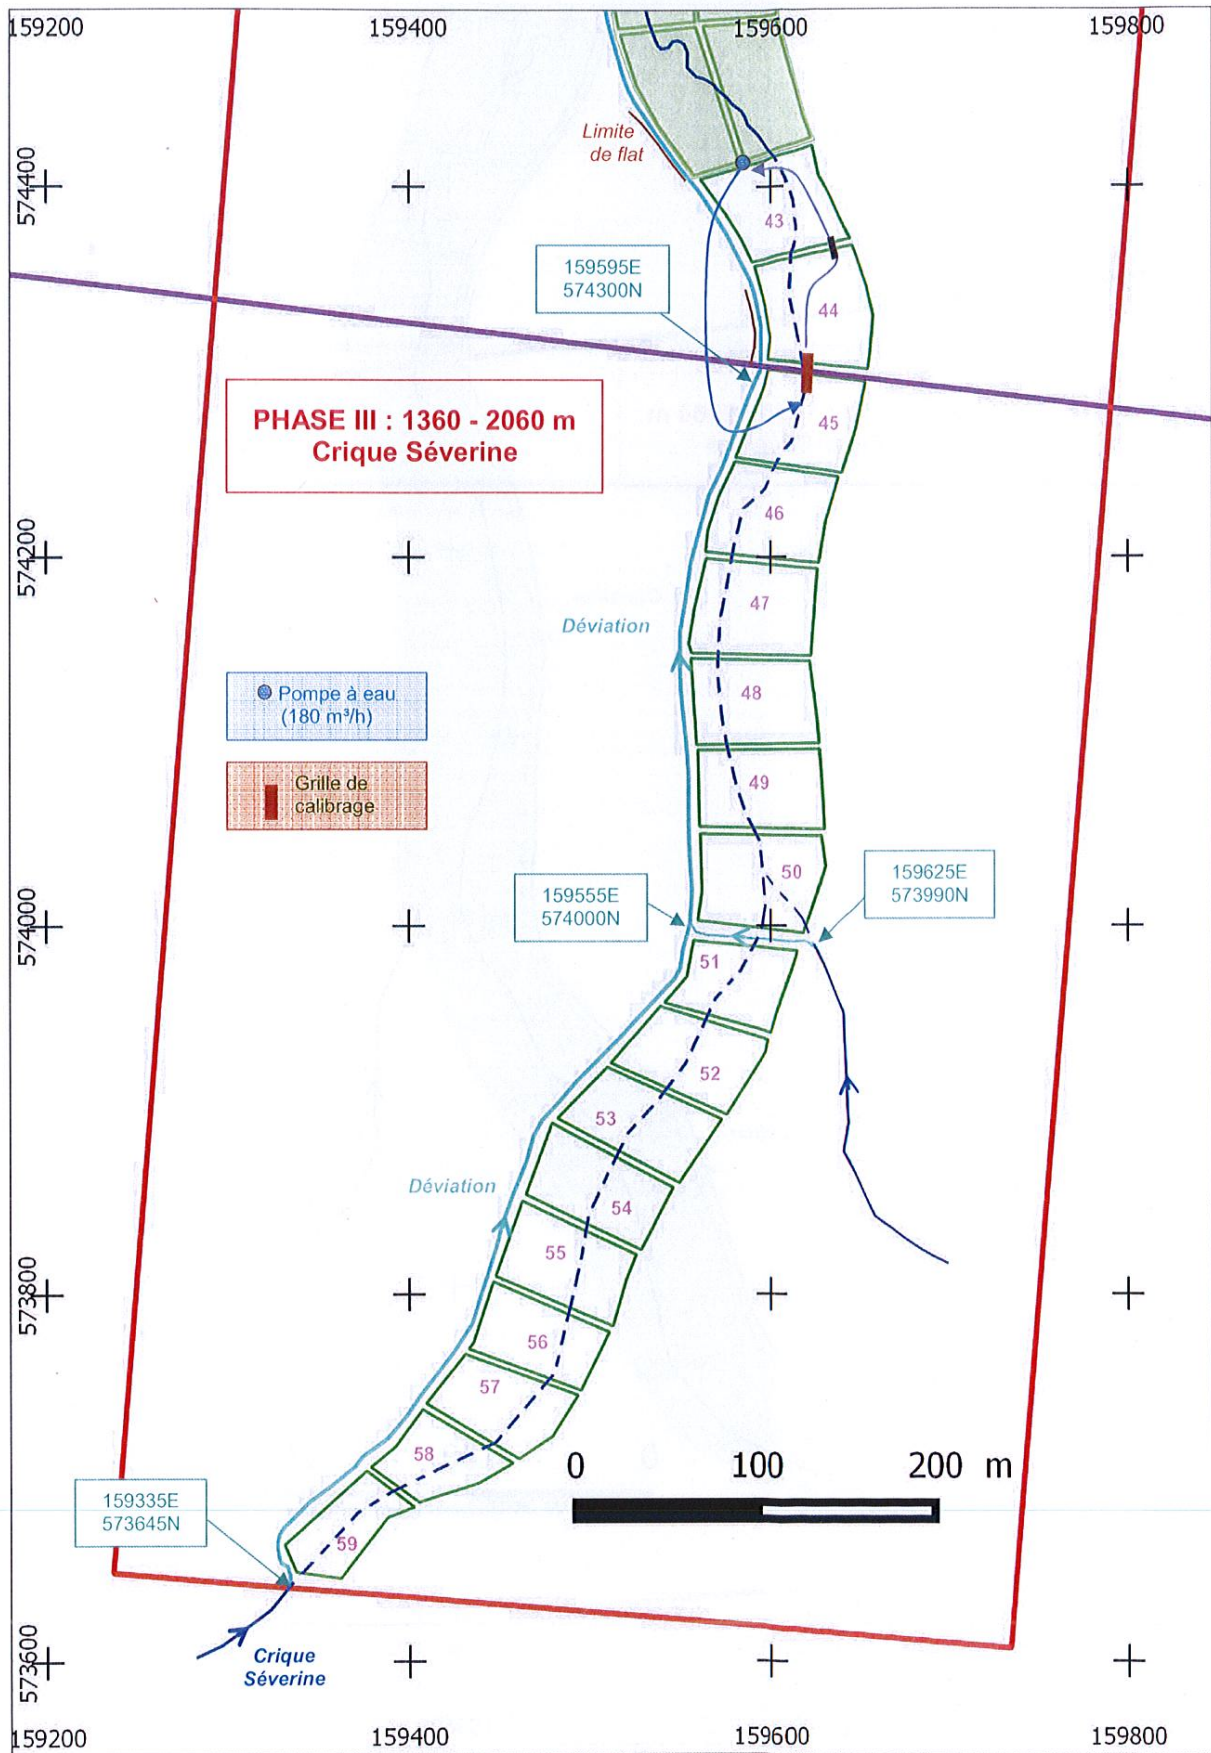 159200
159400
159600
159800
Limite
de flat
574400
43
159595E
574300N
44
PHASE III : 1360 - 2060 m
Crique Séverine
45
46
574200
47
Déviation
48
Pompe à eau
(180 m³/h)
49
Grille de
calibrage
50
159625E
573990N
159555E
574000N
574000
51
52
53
Déviation
54
55
573800
56
57
58
0 100 200 m
159335E
573645N
59
573600
Crique
Séverine
159200
159400
159600
159800